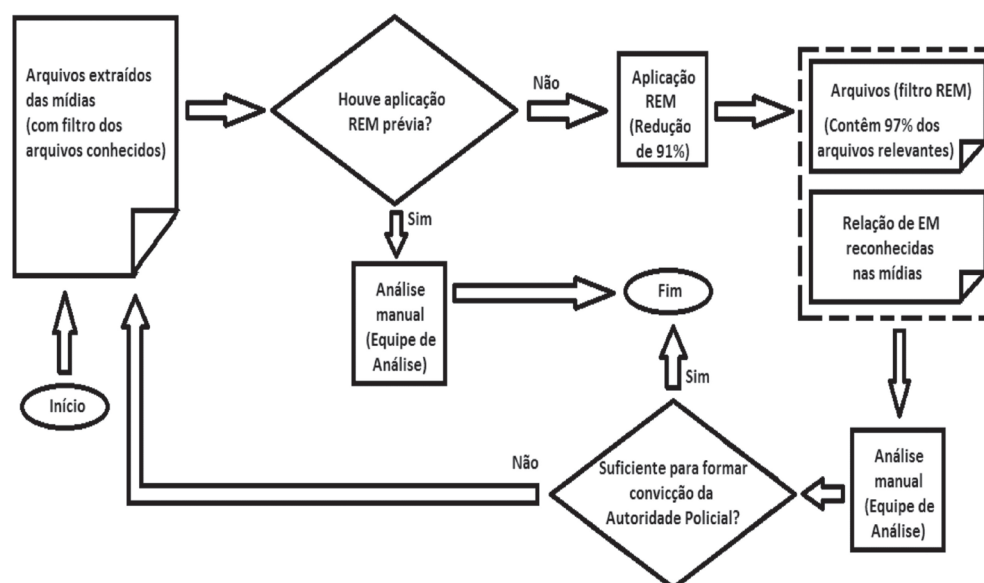 Arquivos extraídos
das mídias
(com filtro dos
arquivos conhecidos)
Houve aplicação
REM prévia?
Não
Aplicação
REM
(Redução
de 91%)
Arquivos (filtro REM)
(Contêm 97% dos
arquivos relevantes)
Relação de EM
reconhecidas
nas mídias
Sim
Análise
manual
(Equipe de
Análise)
Fim
Início
Sim
Não
Suficiente para formar
convicção da
Autoridade Policial?
Análise
manual
(Equipe de
Análise)